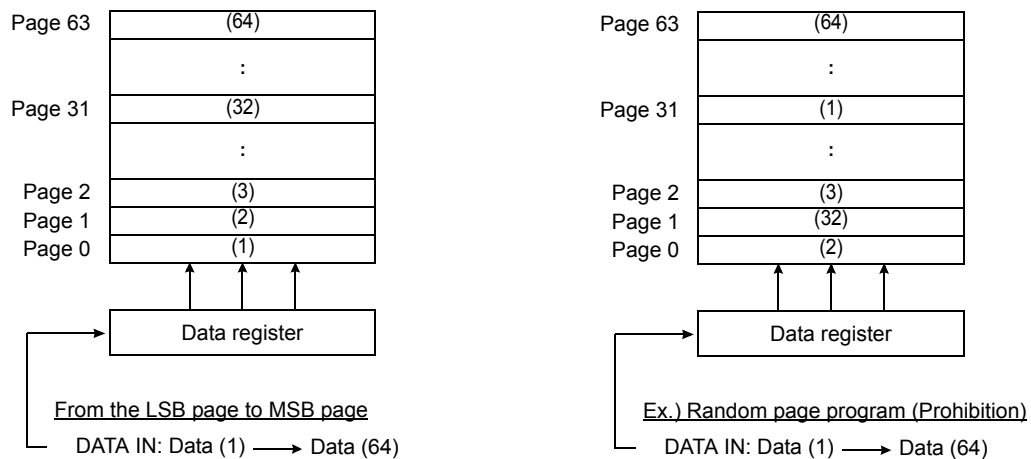 Page 63 (64)
:
Page 31 (32)
:
Page 2 (3)
Page 1 (2)
Page 0 (1)
Data register
From the LSB page to MSB page
DATA IN: Data (1) Data (64)
Page 63 (64)
:
Page 31 (1)
:
Page 2 (3)
Page 1 (32)
Page 0 (2)
Data register
Ex.) Random page program (Prohibition)
DATA IN: Data (1) Data (64)